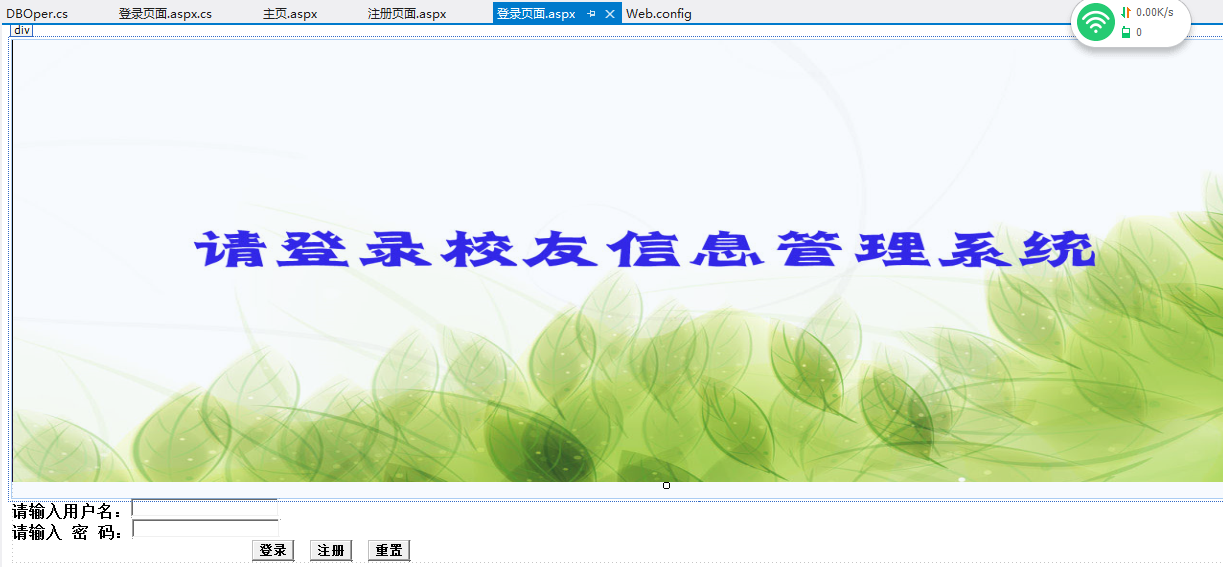 DBOper.cs 登录页面.aspx.cs 主页.aspx 注册页面.aspx 登录页面.aspx Web.config
0.00K/s
0
div
请登录校友信息管理系统
请输入用户名：
请输入 密 码：
登录 注册 重置